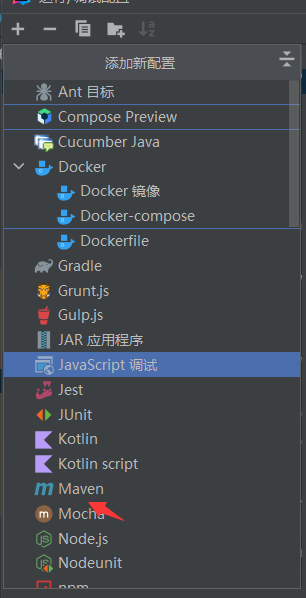 添加新配置
Ant 目标
Compose Preview
Cucumber Java
Docker
Docker 镜像
Docker-compose
Dockerfile
Gradle
Grunt.js
Gulp.js
JAR 应用程序
JavaScript 调试
Jest
JUnit
Kotlin
Kotlin script
Maven
Mocha
Node.js
Nodeunit
npm